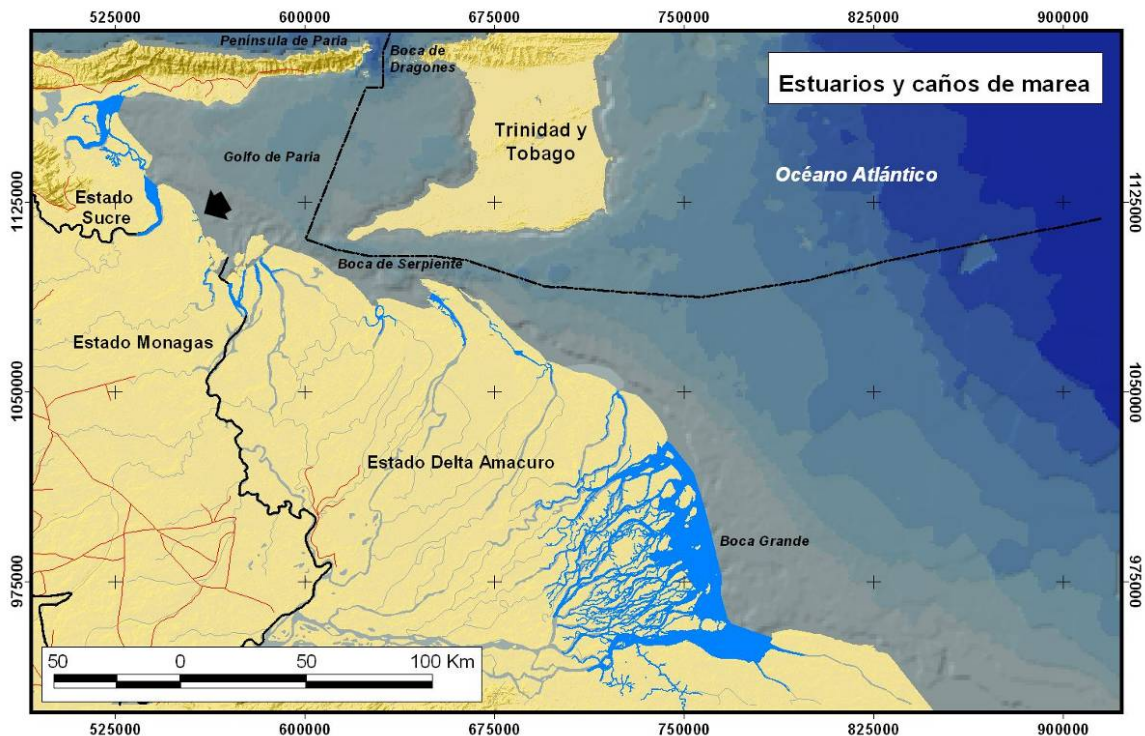 525000 600000 675000 750000 825000 900000
Península de Paria
Boca de
Dragones
Estuarios y caños de marea
Trinidad y
Tobago
Golfo de Paria
Océano Atlántico
Estado
Sucre
1125000
1125000
Boca de Serpiente
Estado Monagas
1050000
1050000
Estado Delta Amacuro
Boca Grande
975000
975000
50 0 50 100 Km
525000 600000 675000 750000 825000 900000